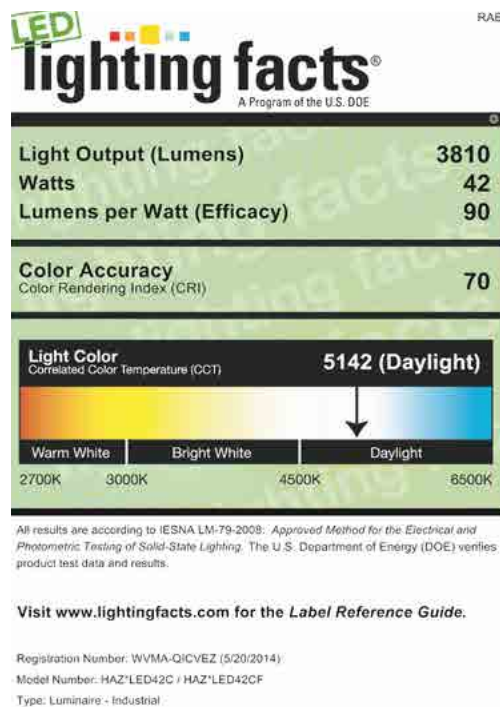 RAB
LED
lighting facts®
A Program of the U.S. DOE
Light Output (Lumens) 3810
Watts 42
Lumens per Watt (Efficacy) 90
Color Accuracy 70
Color Rendering Index (CRI)
Light Color 5142 (Daylight)
Correlated Color Temperature (CCT)
Warm White Bright White Daylight
2700K 3000K 4500K 6500K
All results are according to IESNA LM-79-2008: Approved Method for the Electrical and
Photometric Testing of Solid-State Lighting. The U.S. Department of Energy (DOE) verifies
product test data and results.
Visit www.lightingfacts.com for the Label Reference Guide.
Registration Number: WVMA-QICVEZ (5/20/2014)
Model Number: HAZ*LED42C / HAZ*LED42CF
Type: Luminaire - Industrial